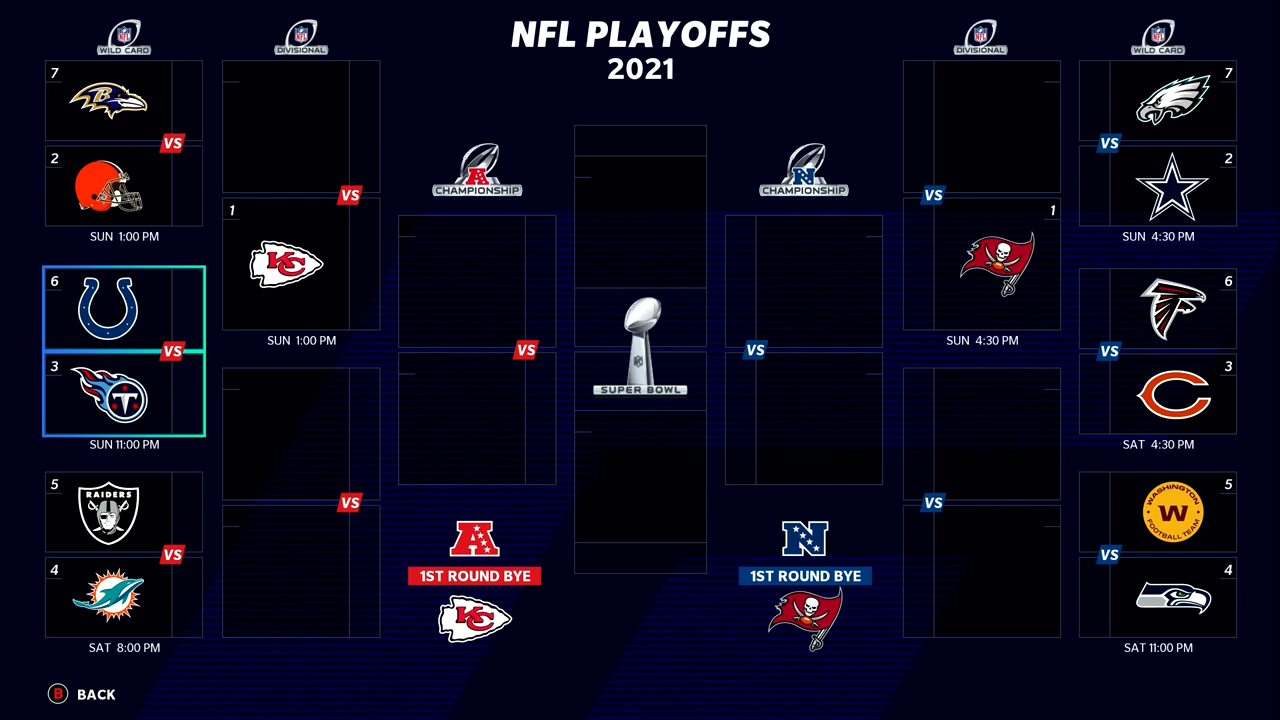 NFL PLAYOFFS
2021
WILD CARD
DIVISIONAL
DIVISIONAL
WILD CARD
7
VS
2
SUN 1:00 PM
6
VS
3
SUN 11:00 PM
5
RAIDERS
VS
4
SAT 8:00 PM
VS
1
SUN 1:00 PM
VS
A
CHAMPIONSHIP
VS
A
1ST ROUND BYE
SUPER BOWL
N
CHAMPIONSHIP
VS
N
1ST ROUND BYE
VS
1
SUN 4:30 PM
VS
7
VS
2
SUN 4:30 PM
6
VS
3
SAT 4:30 PM
5
WASHINGTON
W
FOOTBALL TEAM
VS
4
SAT 11:00 PM
B BACK